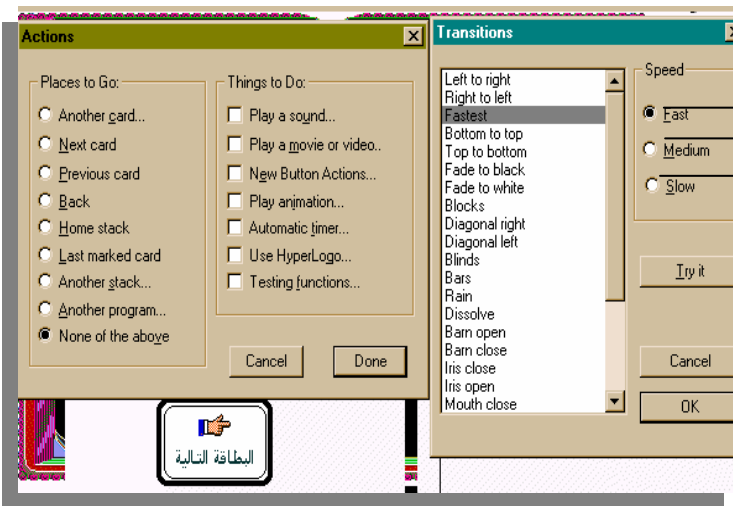 Actions
Places to Go:
Another card...
Next card
Previous card
Back
Home stack
Last marked card
Another stack...
Another program...
None of the above
Things to Do:
Play a sound...
Play a movie or video..
New Button Actions...
Play animation...
Automatic timer...
Use HyperLogo...
Testing functions...
Cancel
Done
Transitions
Left to right
Right to left
Fastest
Bottom to top
Top to bottom
Fade to black
Fade to white
Blocks
Diagonal right
Diagonal left
Blinds
Bars
Rain
Dissolve
Barn open
Barn close
Iris close
Iris open
Mouth close
Speed
Fast
Medium
Slow
Try it
Cancel
OK
البطاقة التالية